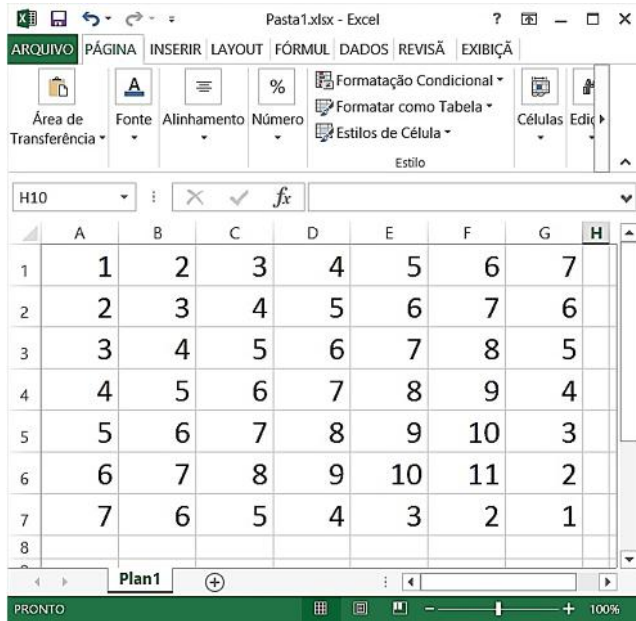 Pasta1.xlsx - Excel ?
ARQUIVO PÁGINA INSERIR LAYOUT FÓRMUL DADOS REVISÃ EXIBIÇÃ
Área de Transferência
Fonte
Alinhamento
%
Número
Formatação Condicional
Formatar como Tabela
Estilos de Célula
Estilo
Células
Ediç
H10 fx
A B C D E F G H
1 1 2 3 4 5 6 7
2 2 3 4 5 6 7 6
3 3 4 5 6 7 8 5
4 4 5 6 7 8 9 4
5 5 6 7 8 9 10 3
6 6 7 8 9 10 11 2
7 7 6 5 4 3 2 1
8
Plan1
PRONTO 100%